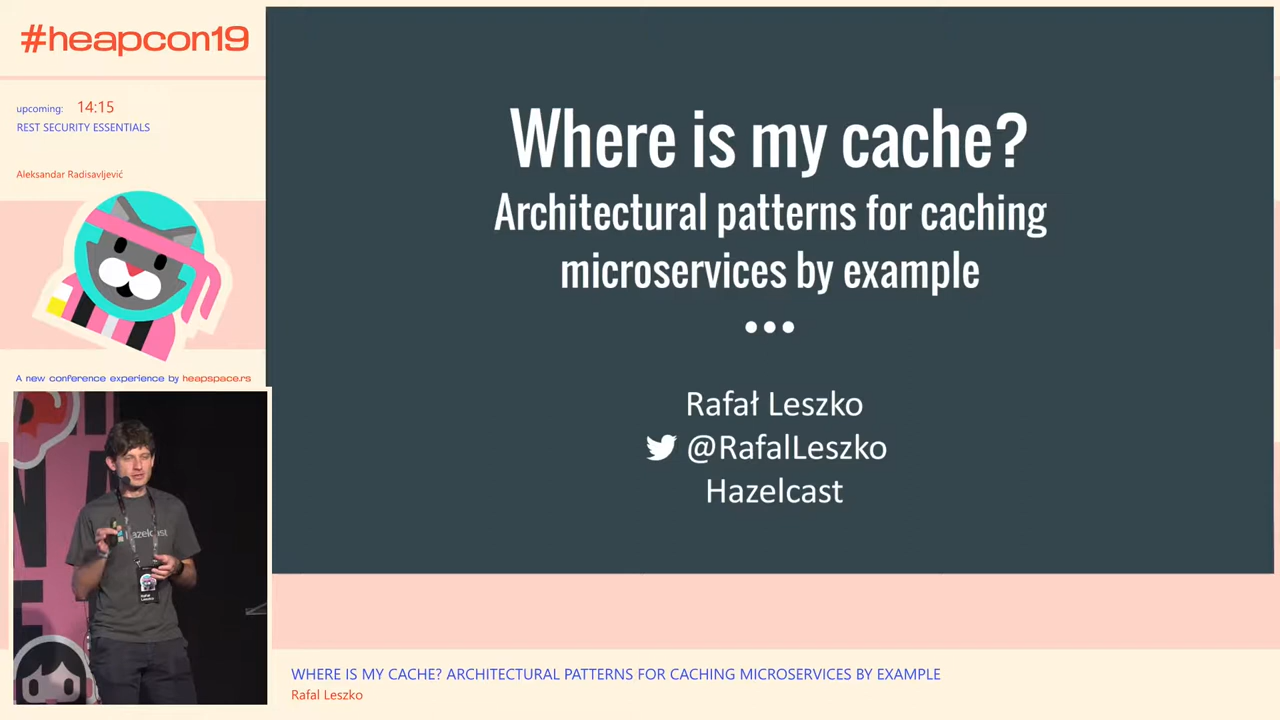 #heapcon19
upcoming: 14:15
REST SECURITY ESSENTIALS
Aleksandar Radisavljević
A new conference experience by heapspace.rs
Where is my cache?
Architectural patterns for caching
microservices by example
Rafał Leszko
@RafalLeszko
Hazelcast
WHERE IS MY CACHE? ARCHITECTURAL PATTERNS FOR CACHING MICROSERVICES BY EXAMPLE
Rafal Leszko